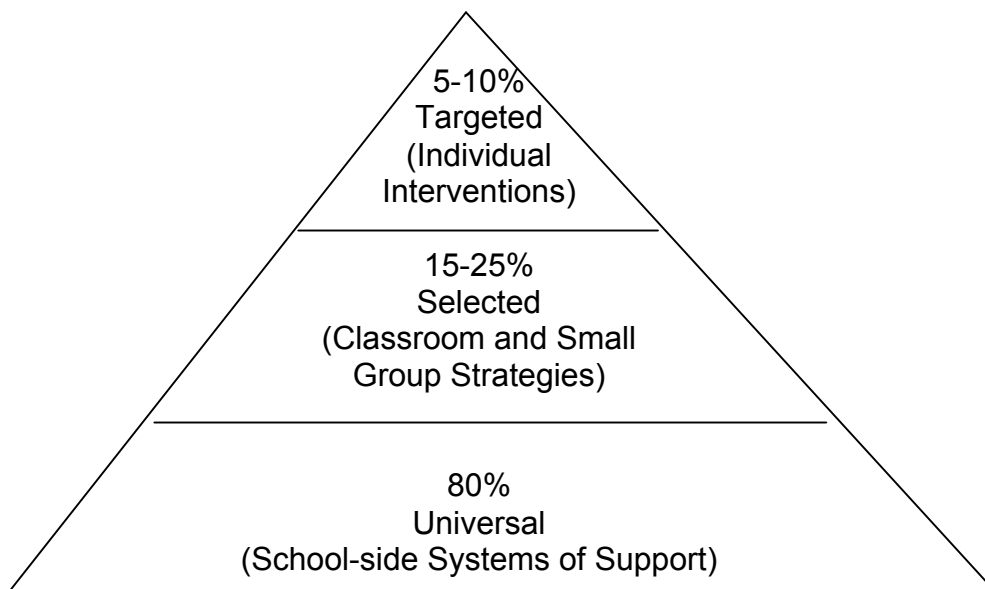 5-10%
Targeted
(Individual
Interventions)
15-25%
Selected
(Classroom and Small
Group Strategies)
80%
Universal
(School-side Systems of Support)